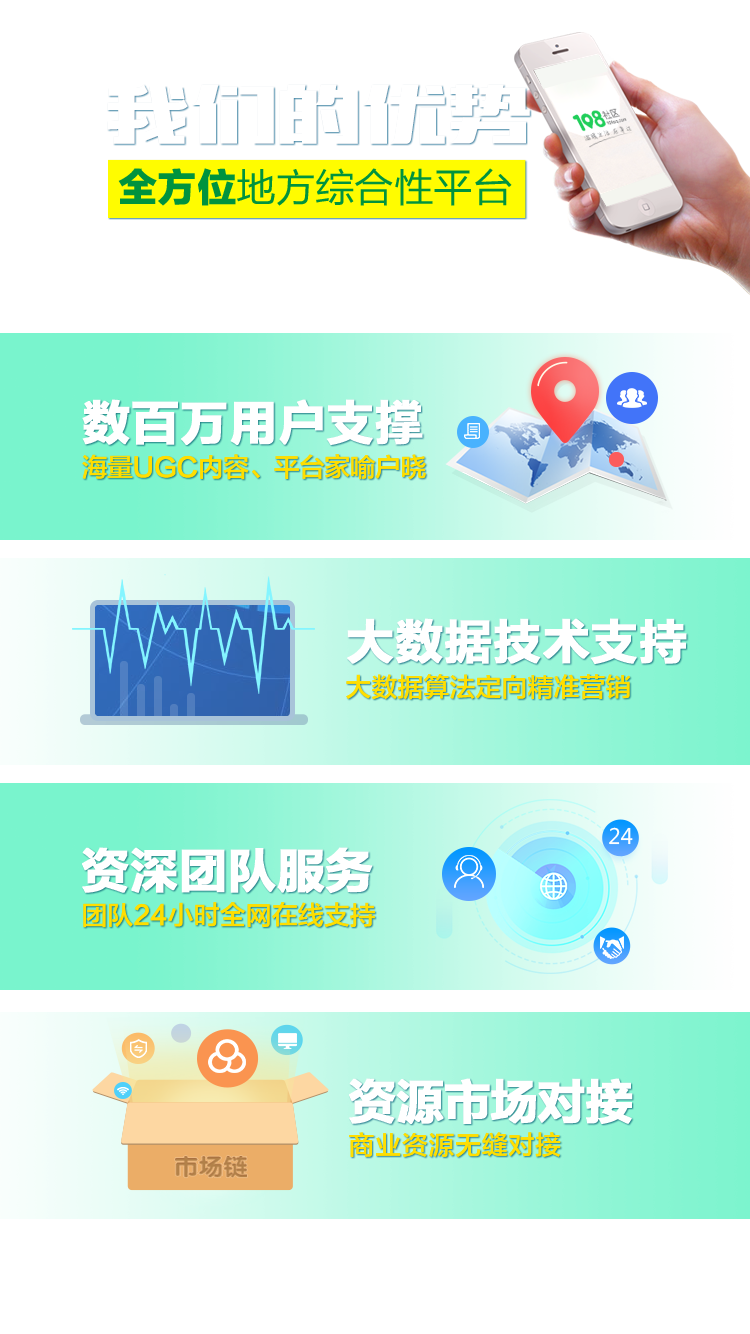 我们的优势
全方位地方综合性平台
198社区
数百万用户支撑
海量UGC内容、平台家喻户晓
大数据技术支持
大数据算法定向精准营销
资深团队服务
团队24小时全网在线支持
24
资源市场对接
商业资源无缝对接
市场链